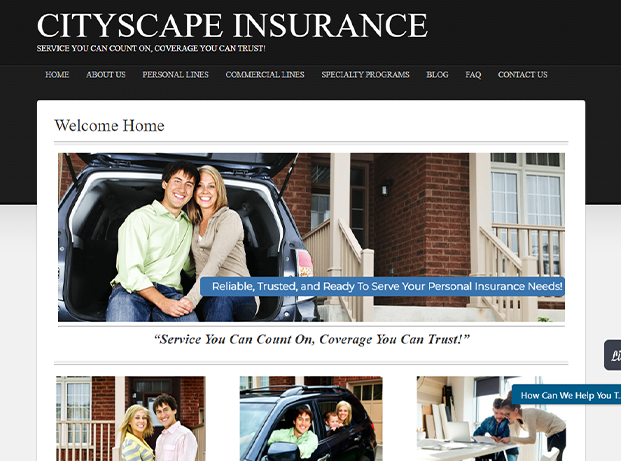 CITYSCAPE INSURANCE
SERVICE YOU CAN COUNT ON, COVERAGE YOU CAN TRUST!
HOME ABOUT US PERSONAL LINES COMMERCIAL LINES SPECIALTY PROGRAMS BLOG FAQ CONTACT US
Welcome Home
Reliable, Trusted, and Ready To Serve Your Personal Insurance Needs!
“Service You Can Count On, Coverage You Can Trust!”
How Can We Help You T...